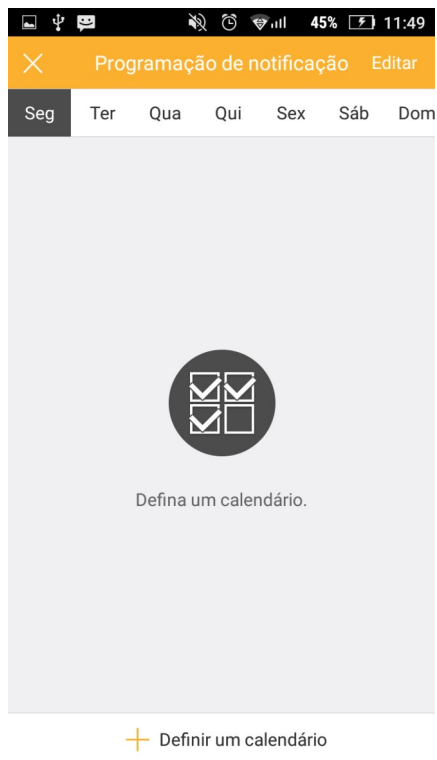 45% 11:49
Programação de notificação Editar
Seg Ter Qua Qui Sex Sáb Dom
Defina um calendário.
Definir um calendário